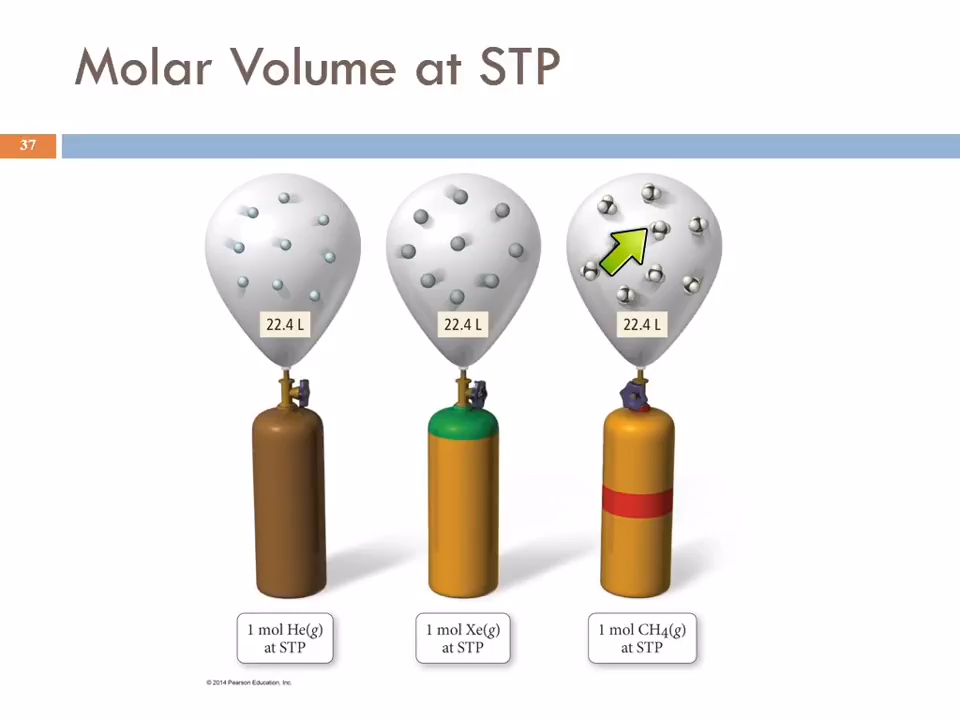 Molar Volume at STP
37
22.4 L
22.4 L
22.4 L
1 mol He(g)
at STP
1 mol Xe(g)
at STP
1 mol CH4(g)
at STP
© 2014 Pearson Education, Inc.